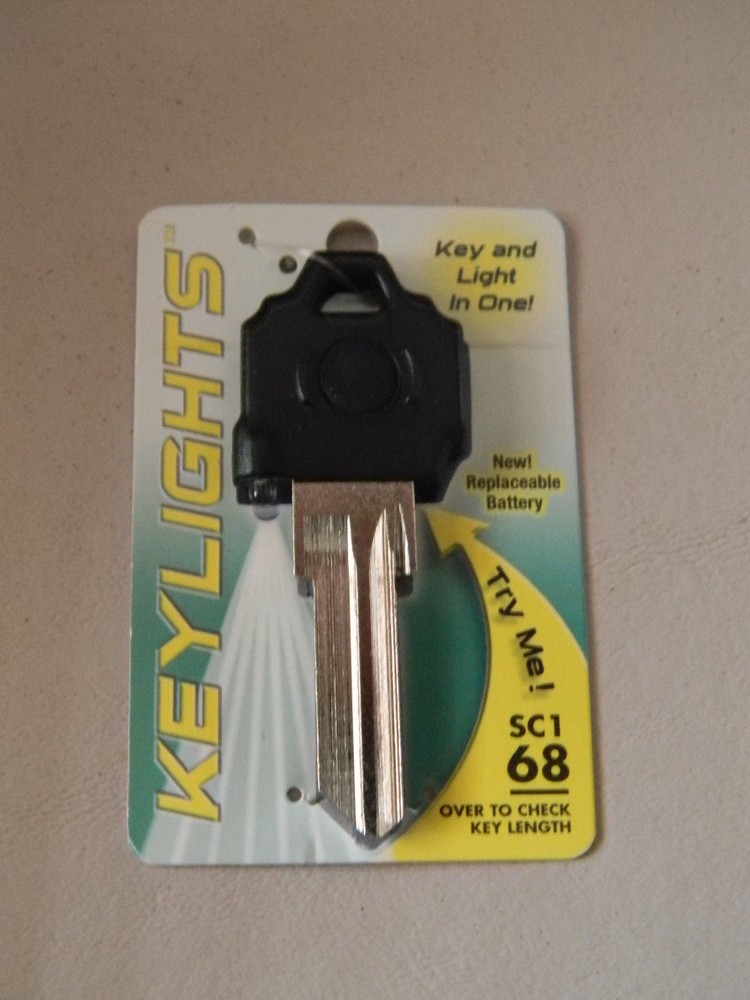 KEYLIGHTS™
Key and
Light
In One!
New!
Replaceable
Battery
Try Me!
SC1
68
OVER TO CHECK
KEY LENGTH